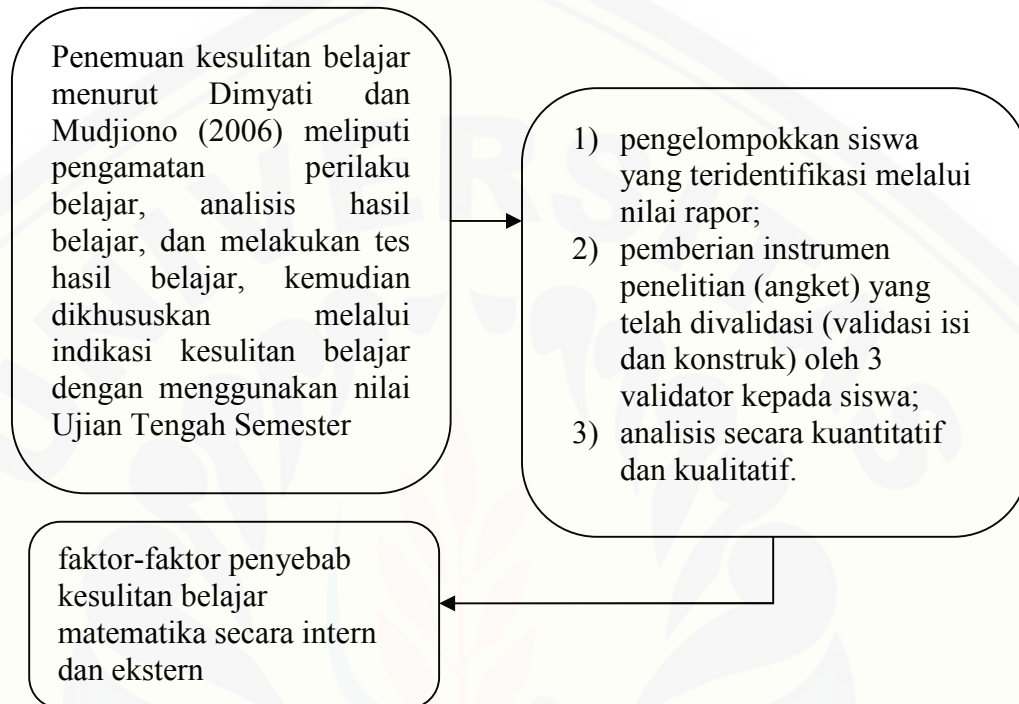 Penemuan kesulitan belajar
menurut Dimyati dan
Mudjiono (2006) meliputi
pengamatan perilaku
belajar, analisis hasil
belajar, dan melakukan tes
hasil belajar, kemudian
dikhususkan melalui
indikasi kesulitan belajar
dengan menggunakan nilai
Ujian Tengah Semester
1) pengelompokkan siswa
yang teridentifikasi melalui
nilai rapor;
2) pemberian instrumen
penelitian (angket) yang
telah divalidasi (validasi isi
dan konstruk) oleh 3
validator kepada siswa;
3) analisis secara kuantitatif
dan kualitatif.
faktor-faktor penyebab
kesulitan belajar
matematika secara intern
dan ekstern